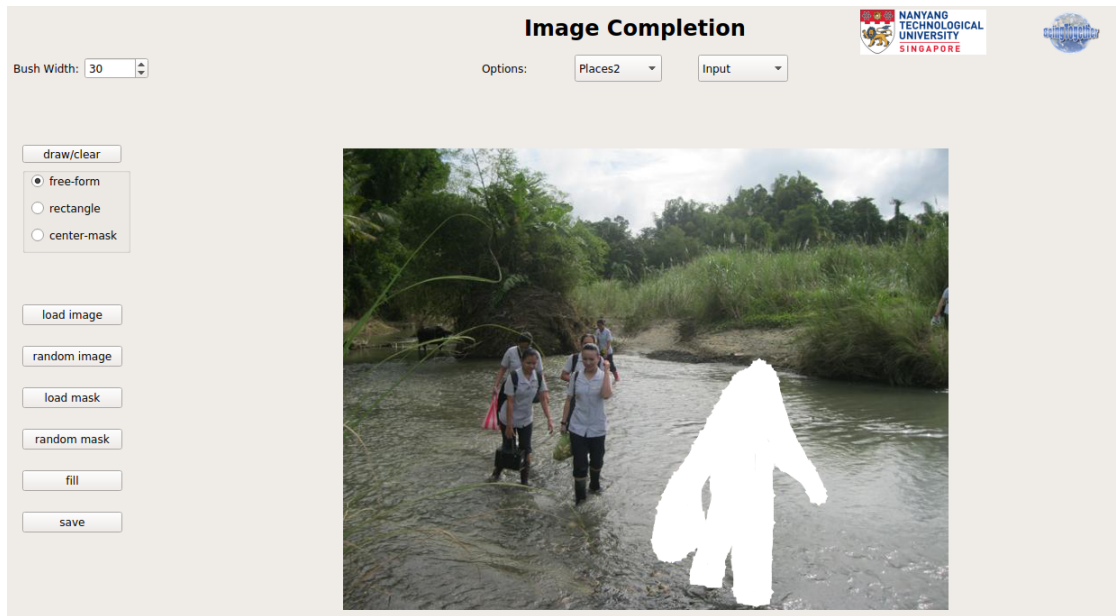 Image Completion
NANYANG
TECHNOLOGICAL
UNIVERSITY
SINGAPORE
Bush Width: 30
Options:
Places2
Input
draw/clear
free-form
rectangle
center-mask
load image
random image
load mask
random mask
fill
save